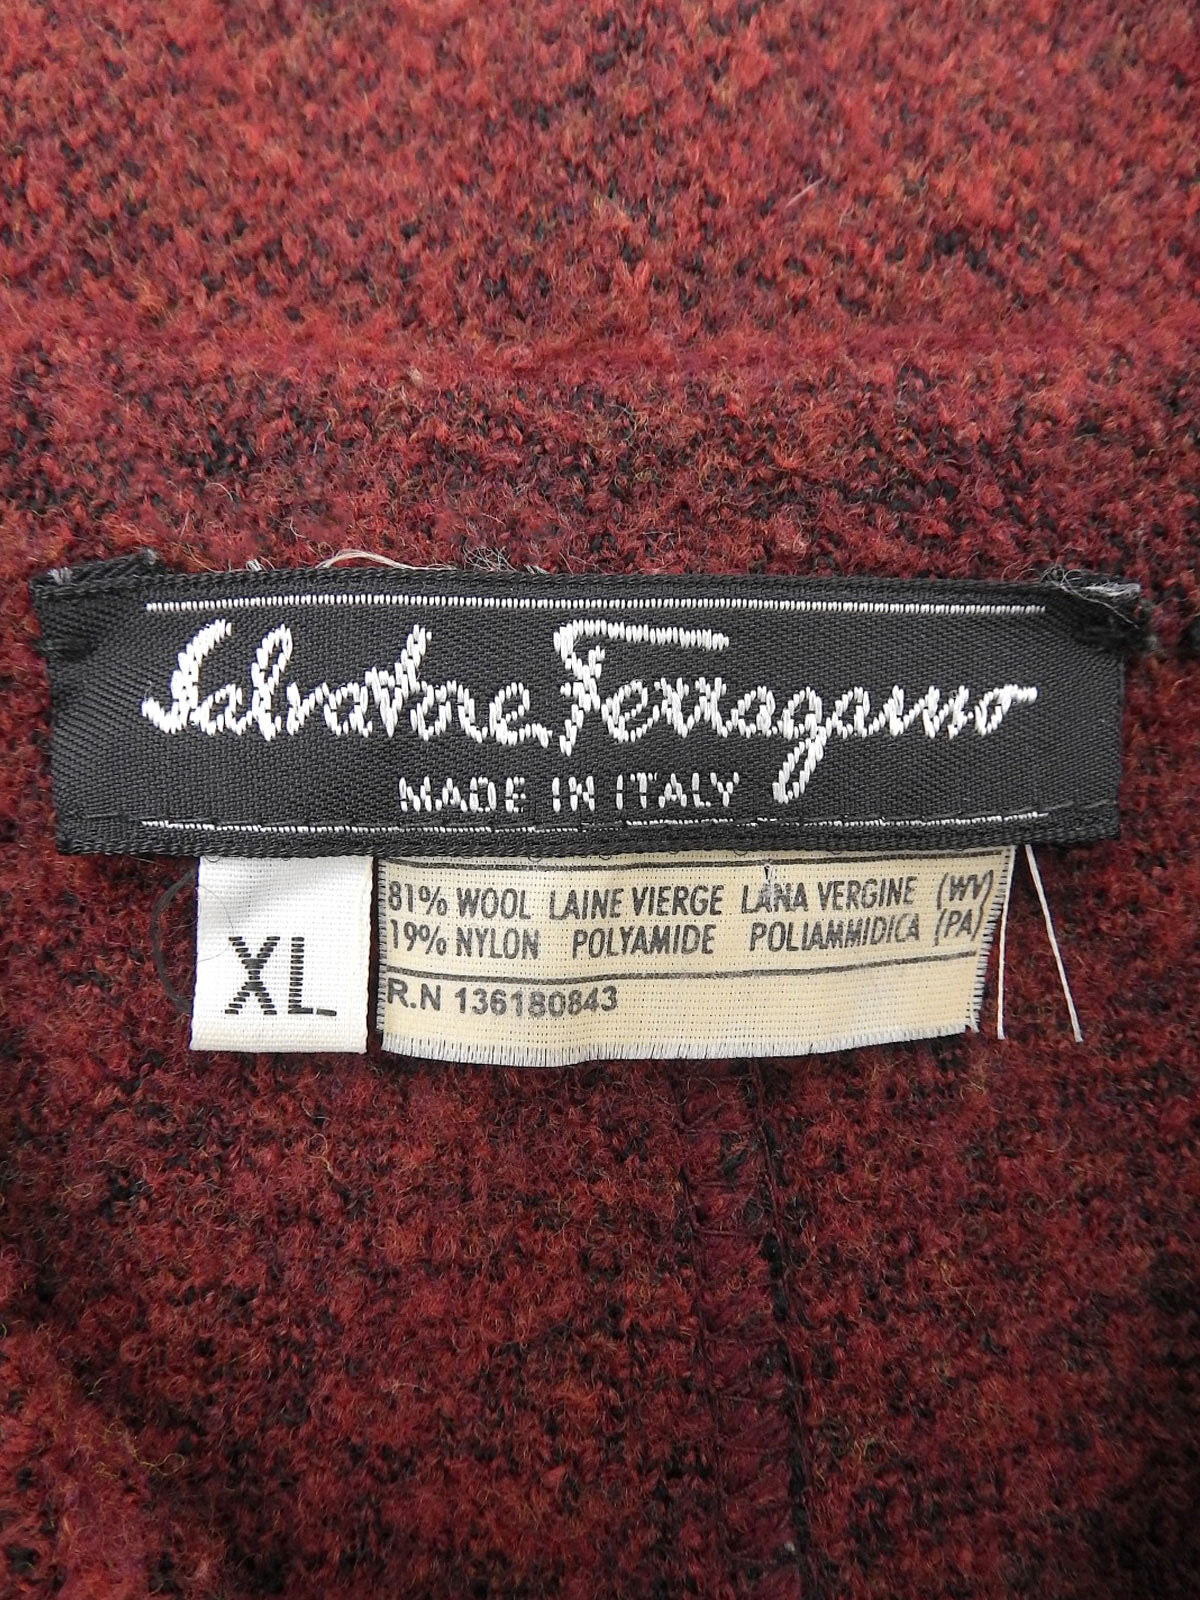 Salvatore Ferragamo
MADE IN ITALY
81% WOOL LAINE VIERGE LANA VERGINE (WV)
19% NYLON POLYAMIDE POLIAMMIDICA (PA)
XL
R.N 136180843